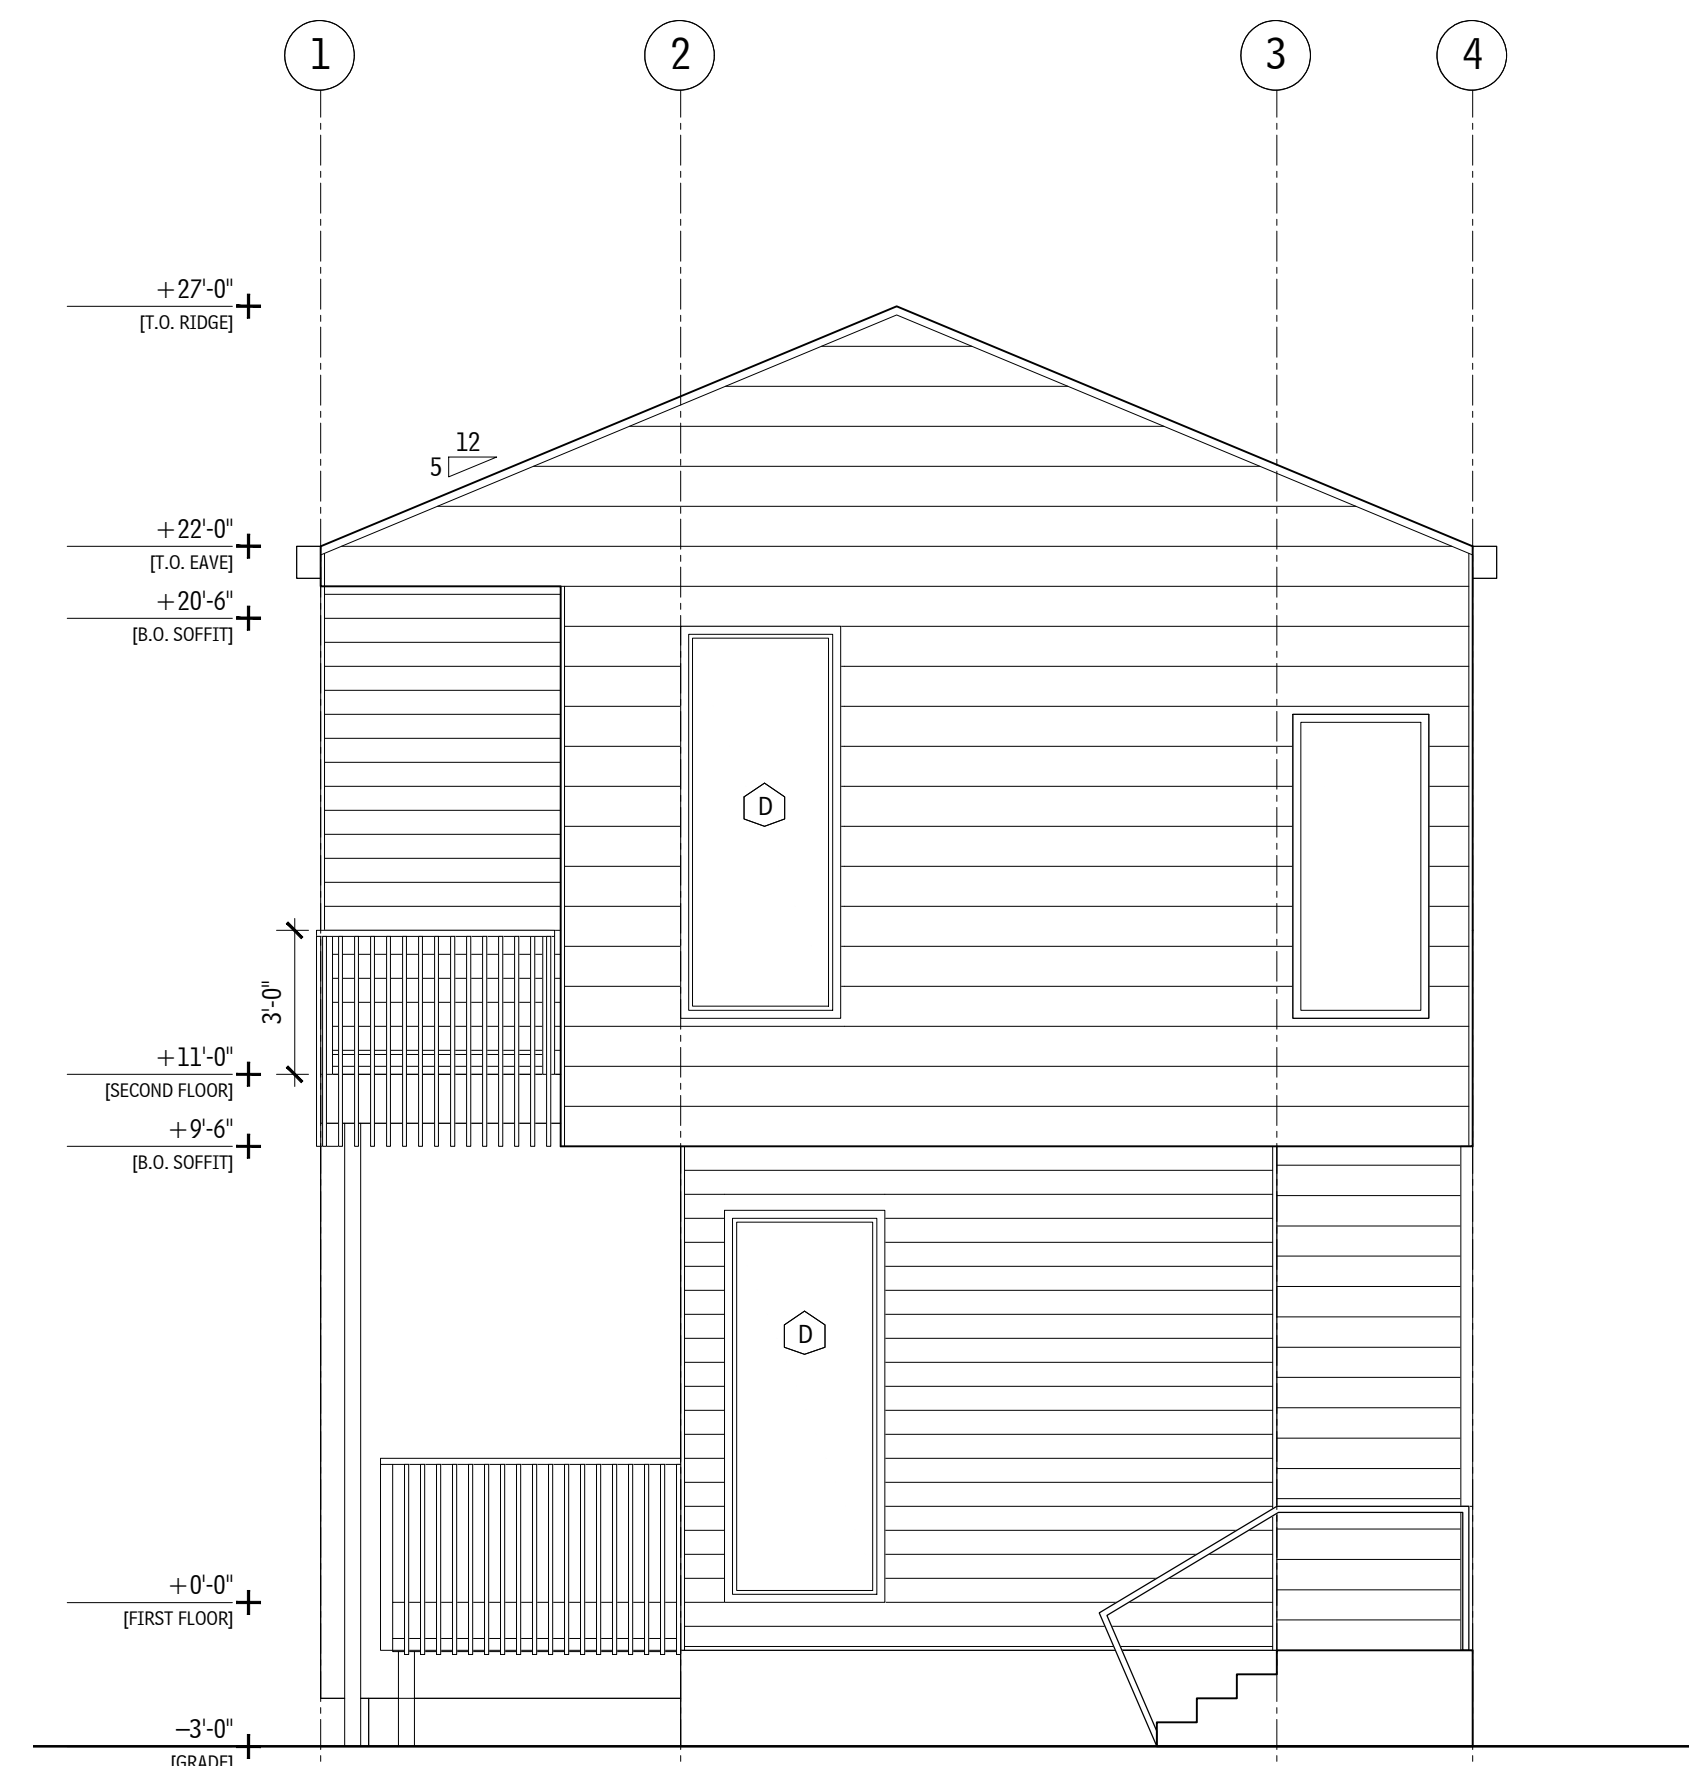 1 2 3 4
+27'-0"
[T.O. RIDGE]
12
5
+22'-0"
[T.O. EAVE]
+20'-6"
[B.O. SOFFIT]
D
3'-0"
+11'-0"
[SECOND FLOOR]
+9'-6"
[B.O. SOFFIT]
D
+0'-0"
[FIRST FLOOR]
−3'-0"
[GRADE]